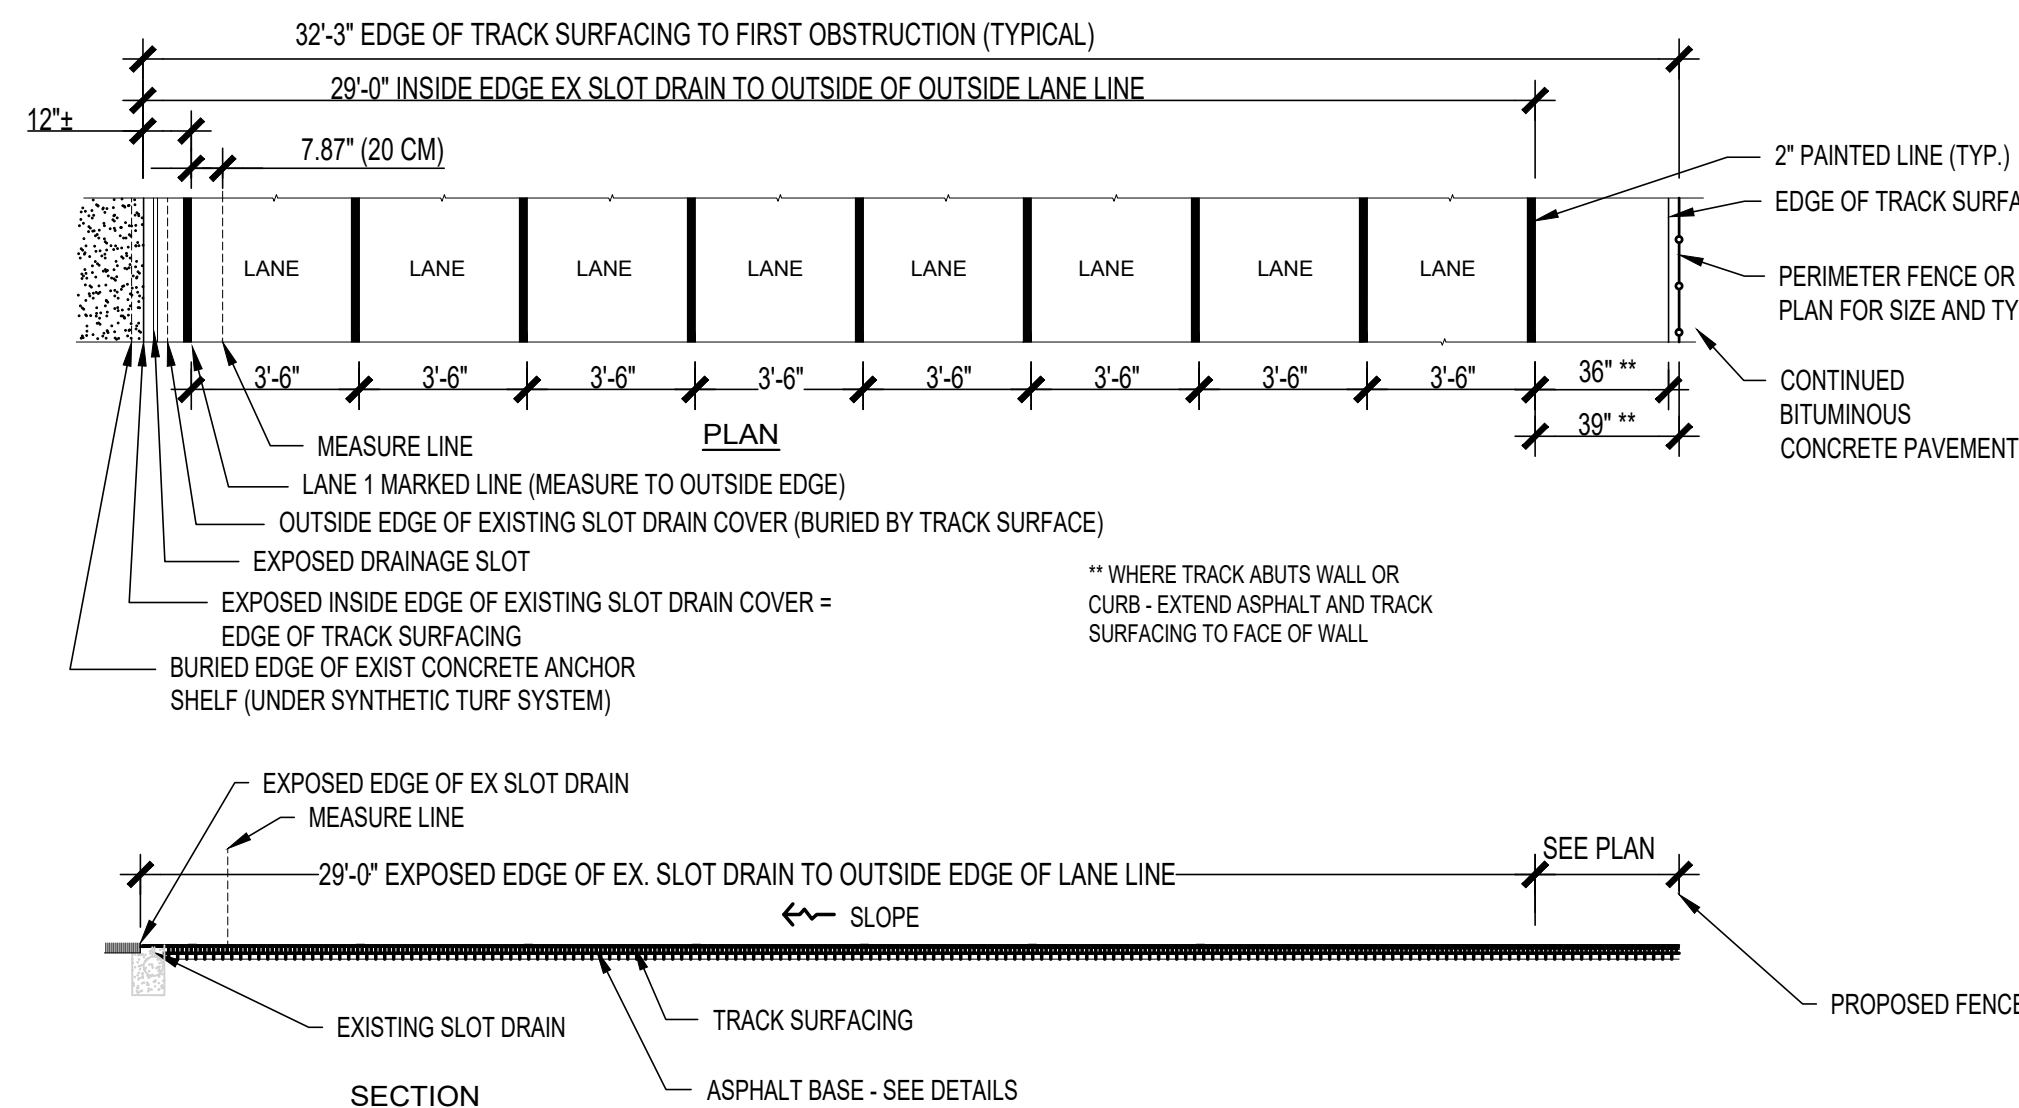 32'-3" EDGE OF TRACK SURFACING TO FIRST OBSTRUCTION (TYPICAL)
29'-0" INSIDE EDGE EX SLOT DRAIN TO OUTSIDE OF OUTSIDE LANE LINE
12"±
7.87" (20 CM)
2" PAINTED LINE (TYP.)
EDGE OF TRACK SURFA
LANE LANE LANE LANE LANE LANE LANE LANE
PERIMETER FENCE OR
PLAN FOR SIZE AND TY
3'-6" 3'-6" 3'-6" 3'-6" 3'-6" 3'-6" 3'-6" 3'-6" 36" **
39" **
CONTINUED
BITUMINOUS
CONCRETE PAVEMENT
PLAN
MEASURE LINE
LANE 1 MARKED LINE (MEASURE TO OUTSIDE EDGE)
OUTSIDE EDGE OF EXISTING SLOT DRAIN COVER (BURIED BY TRACK SURFACE)
EXPOSED DRAINAGE SLOT
EXPOSED INSIDE EDGE OF EXISTING SLOT DRAIN COVER =
EDGE OF TRACK SURFACING
BURIED EDGE OF EXIST CONCRETE ANCHOR
SHELF (UNDER SYNTHETIC TURF SYSTEM)
** WHERE TRACK ABUTS WALL OR
CURB - EXTEND ASPHALT AND TRACK
SURFACING TO FACE OF WALL
EXPOSED EDGE OF EX SLOT DRAIN
MEASURE LINE
29'-0" EXPOSED EDGE OF EX. SLOT DRAIN TO OUTSIDE EDGE OF LANE LINE
SEE PLAN
SLOPE
PROPOSED FENCE
EXISTING SLOT DRAIN
TRACK SURFACING
ASPHALT BASE - SEE DETAILS
SECTION